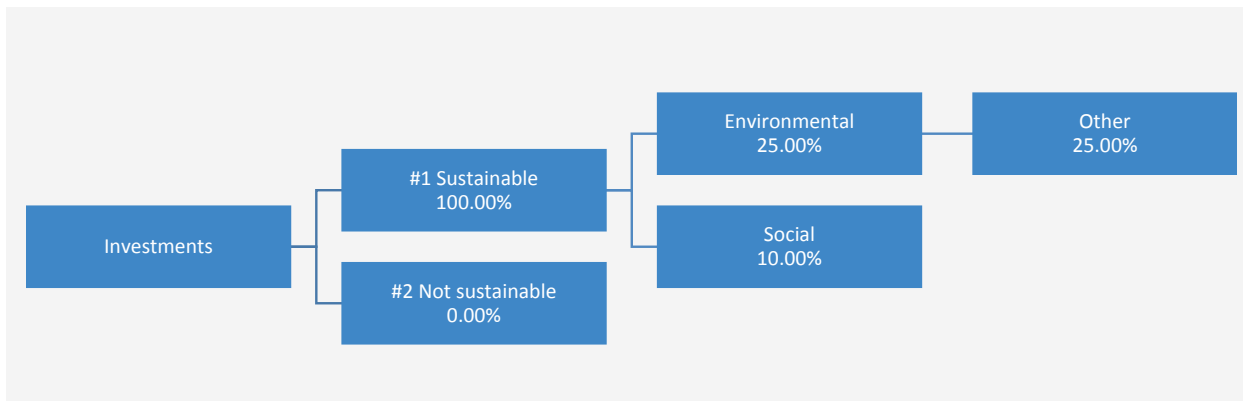 Investments
#1 Sustainable
100.00%
#2 Not sustainable
0.00%
Environmental
25.00%
Social
10.00%
Other
25.00%